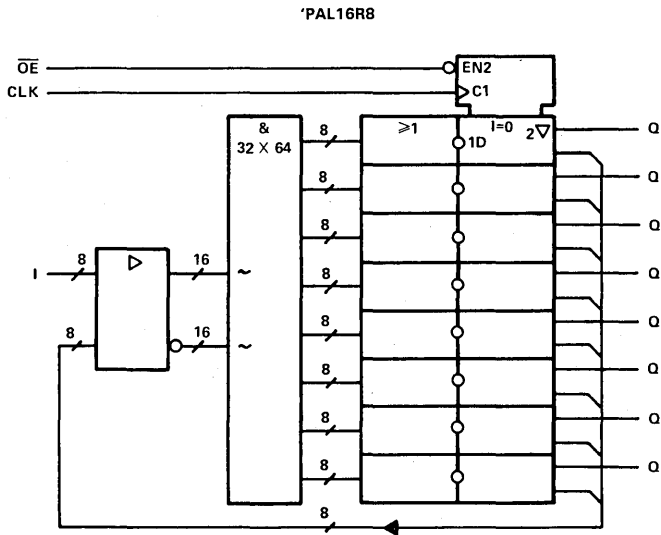 'PAL16R8
OE
EN2
CLK
C1
&
32 × 64
8
≥1
I=0
2▽
Q
1D
8
Q
8
Q
8
16
8
Q
I
▷
~
8
Q
8
16
~
8
Q
8
Q
8
Q
8